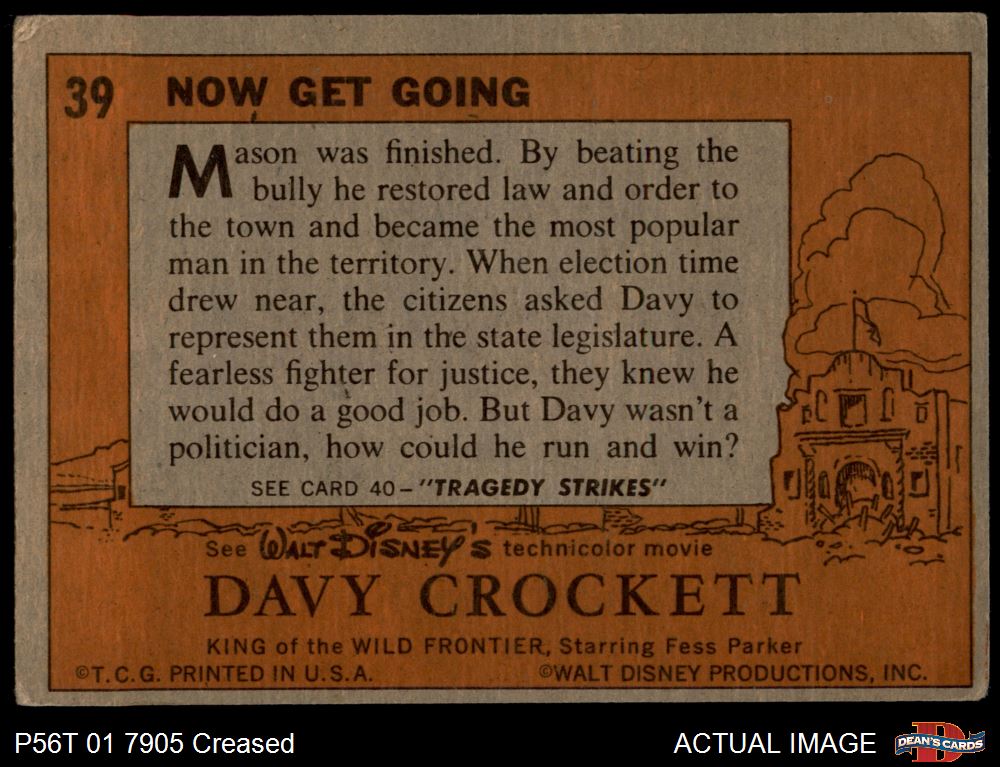 39 NOW GET GOING
Mason was finished. By beating the
bully he restored law and order to
the town and became the most popular
man in the territory. When election time
drew near, the citizens asked Davy to
represent them in the state legislature. A
fearless fighter for justice, they knew he
would do a good job. But Davy wasn't a
politician, how could he run and win?
SEE CARD 40–"TRAGEDY STRIKES"
See WALT DISNEY'S technicolor movie
DAVY CROCKETT
KING of the WILD FRONTIER, Starring Fess Parker
©T.C.G. PRINTED IN U.S.A. ©WALT DISNEY PRODUCTIONS, INC.
P56T 01 7905 Creased ACTUAL IMAGE D DEAN'S CARDS